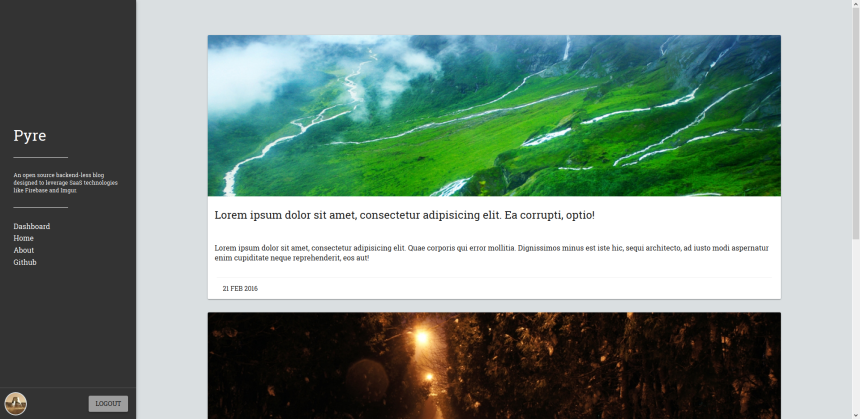 Pyre
An open source backend-less blog
designed to leverage SaaS technologies
like Firebase and Imgur.
Dashboard
Home
About
Github
LOGOUT
Lorem ipsum dolor sit amet, consectetur adipisicing elit. Ea corrupti, optio!
Lorem ipsum dolor sit amet, consectetur adipisicing elit. Quae corporis qui error mollitia. Dignissimos minus est iste hic, sequi architecto, ad iusto modi aspernatur
enim cupiditate neque reprehenderit, eos aut!
21 FEB 2016